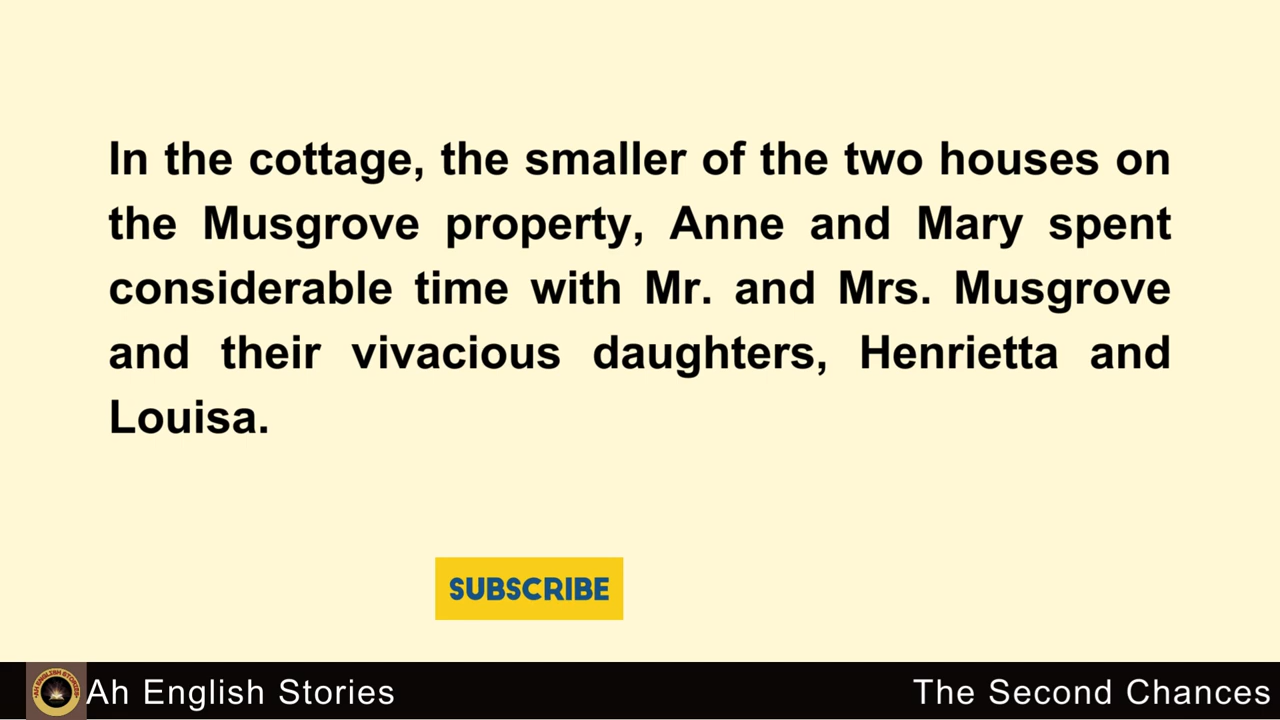 In the cottage, the smaller of the two houses on
the Musgrove property, Anne and Mary spent
considerable time with Mr. and Mrs. Musgrove
and their vivacious daughters, Henrietta and
Louisa.
SUBSCRIBE
Ah English Stories
The Second Chances